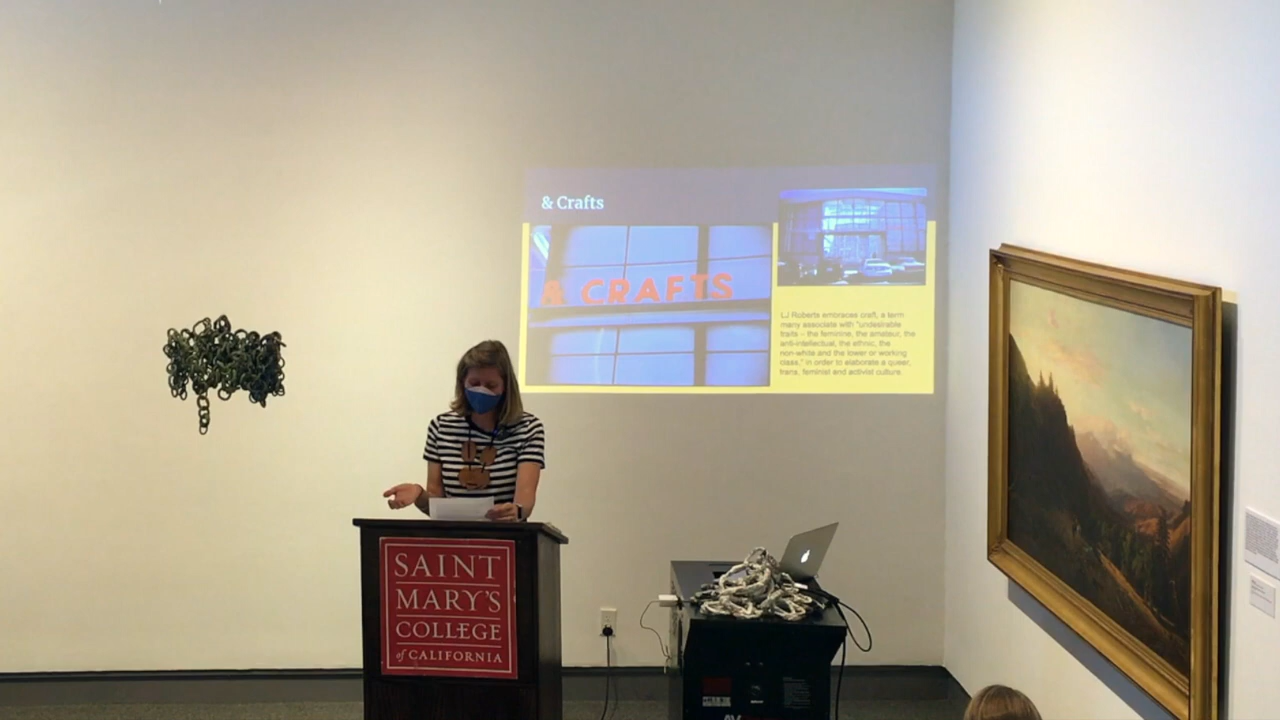 & Crafts
& CRAFTS
LJ Roberts embraces craft, a term
many associate with "undesirable
traits – the feminine, the amateur, the
anti-intellectual, the ethnic, the
non-white and the lower or working
class," in order to elaborate a queer,
trans, feminist and activist culture.
SAINT
MARY'S
COLLEGE
of CALIFORNIA
AV